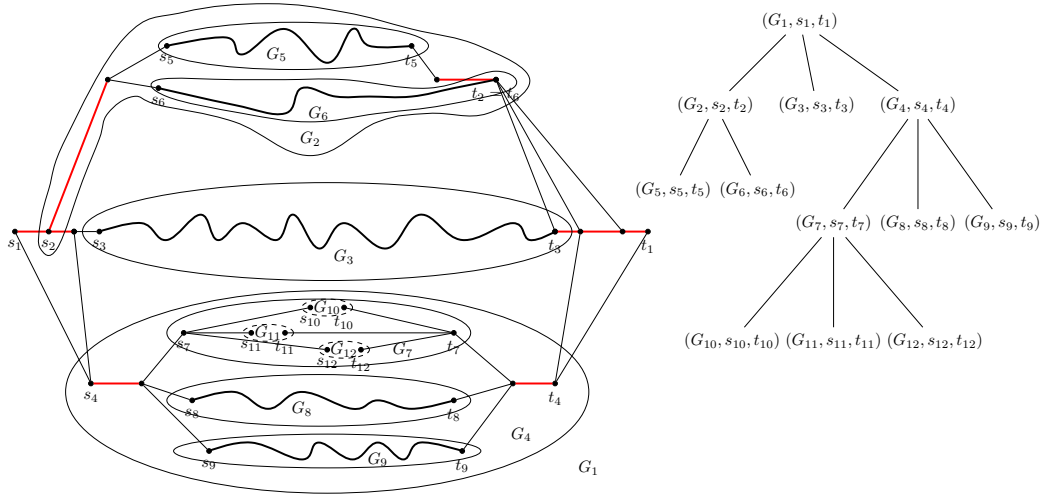 (G₁, s₁, t₁)
s₅ G₅ t₅
s₆ t₂ = t₆
G₆
G₂
(G₂, s₂, t₂) (G₃, s₃, t₃) (G₄, s₄, t₄)
(G₅, s₅, t₅) (G₆, s₆, t₆)
s₁ s₂ s₃ t₃ t₁
G₃
(G₇, s₇, t₇) (G₈, s₈, t₈) (G₉, s₉, t₉)
G₁₀
s₁₀ t₁₀
s₇ G₁₁ t₇
s₁₁ t₁₁ G₁₂ G₇
s₁₂ t₁₂
(G₁₀, s₁₀, t₁₀) (G₁₁, s₁₁, t₁₁) (G₁₂, s₁₂, t₁₂)
s₄ t₄
s₈ G₈ t₈
G₄
s₉ G₉ t₉
G₁